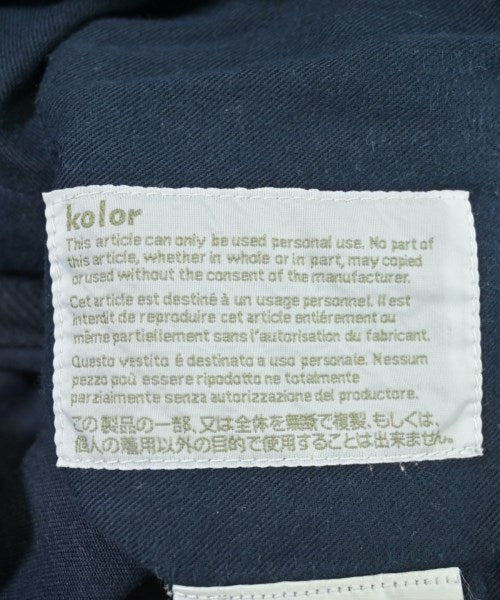 kolor
This article can only be used personal use. No part of
this article, whether in whole or in part, may copied
or used without the consent of the manufacturer.
Cet article est destiné à un usage personnel. Il est
interdit de reproduire cet article entiérement ou
même partiellement sans l'autorisation du fabricant.
Questo vestito é destinato a uso personale. Nessum
pezzo poù essere ripodotto ne totalmente
parzialmente senza autorizzazione del productore.
この製品の一部、又は全体を無断で複製、もしくは、
個人の着用以外の目的で使用することは出来ません。